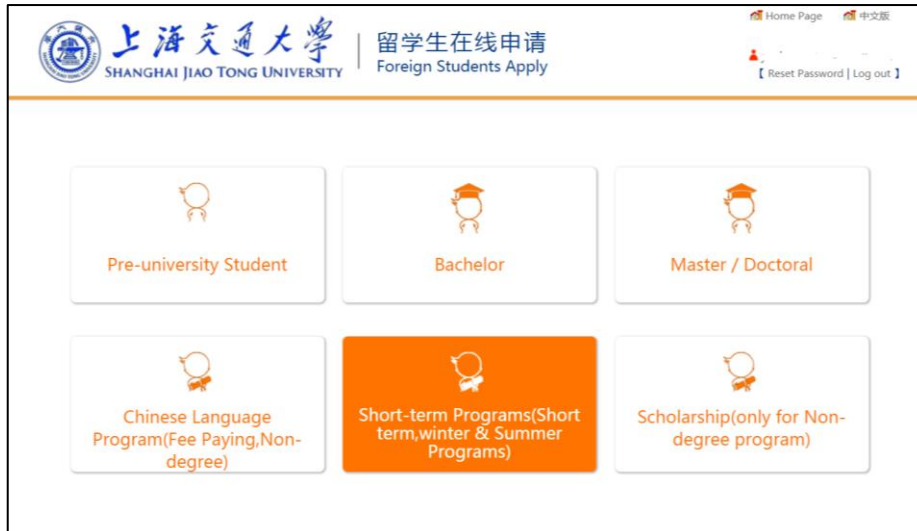 Home Page 中文版
上海交通大學
SHANGHAI JIAO TONG UNIVERSITY
留学生在线申请
Foreign Students Apply
【 Reset Password | Log out 】
Pre-university Student
Bachelor
Master / Doctoral
Chinese Language
Program(Fee Paying,Non-
degree)
Short-term Programs(Short
term,winter & Summer
Programs)
Scholarship(only for Non-
degree program)